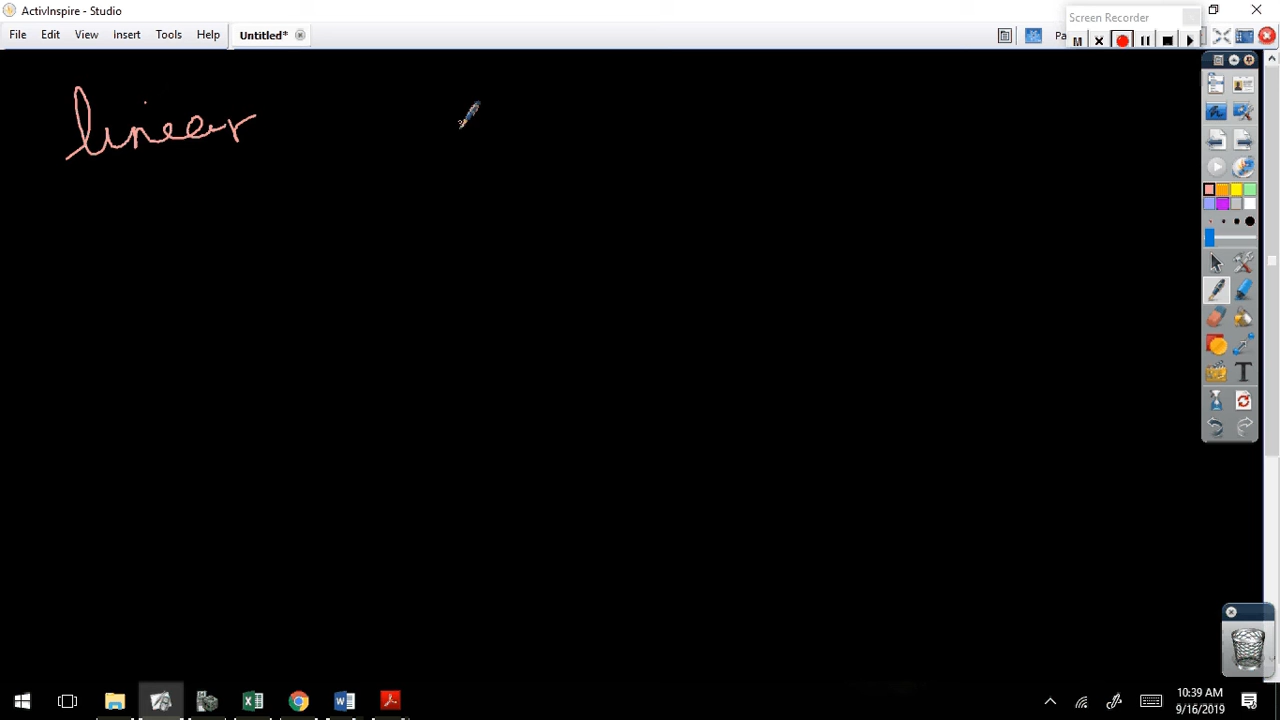 ActivInspire - Studio
Screen Recorder
File Edit View Insert Tools Help Untitled*
linear
10:39 AM
9/16/2019